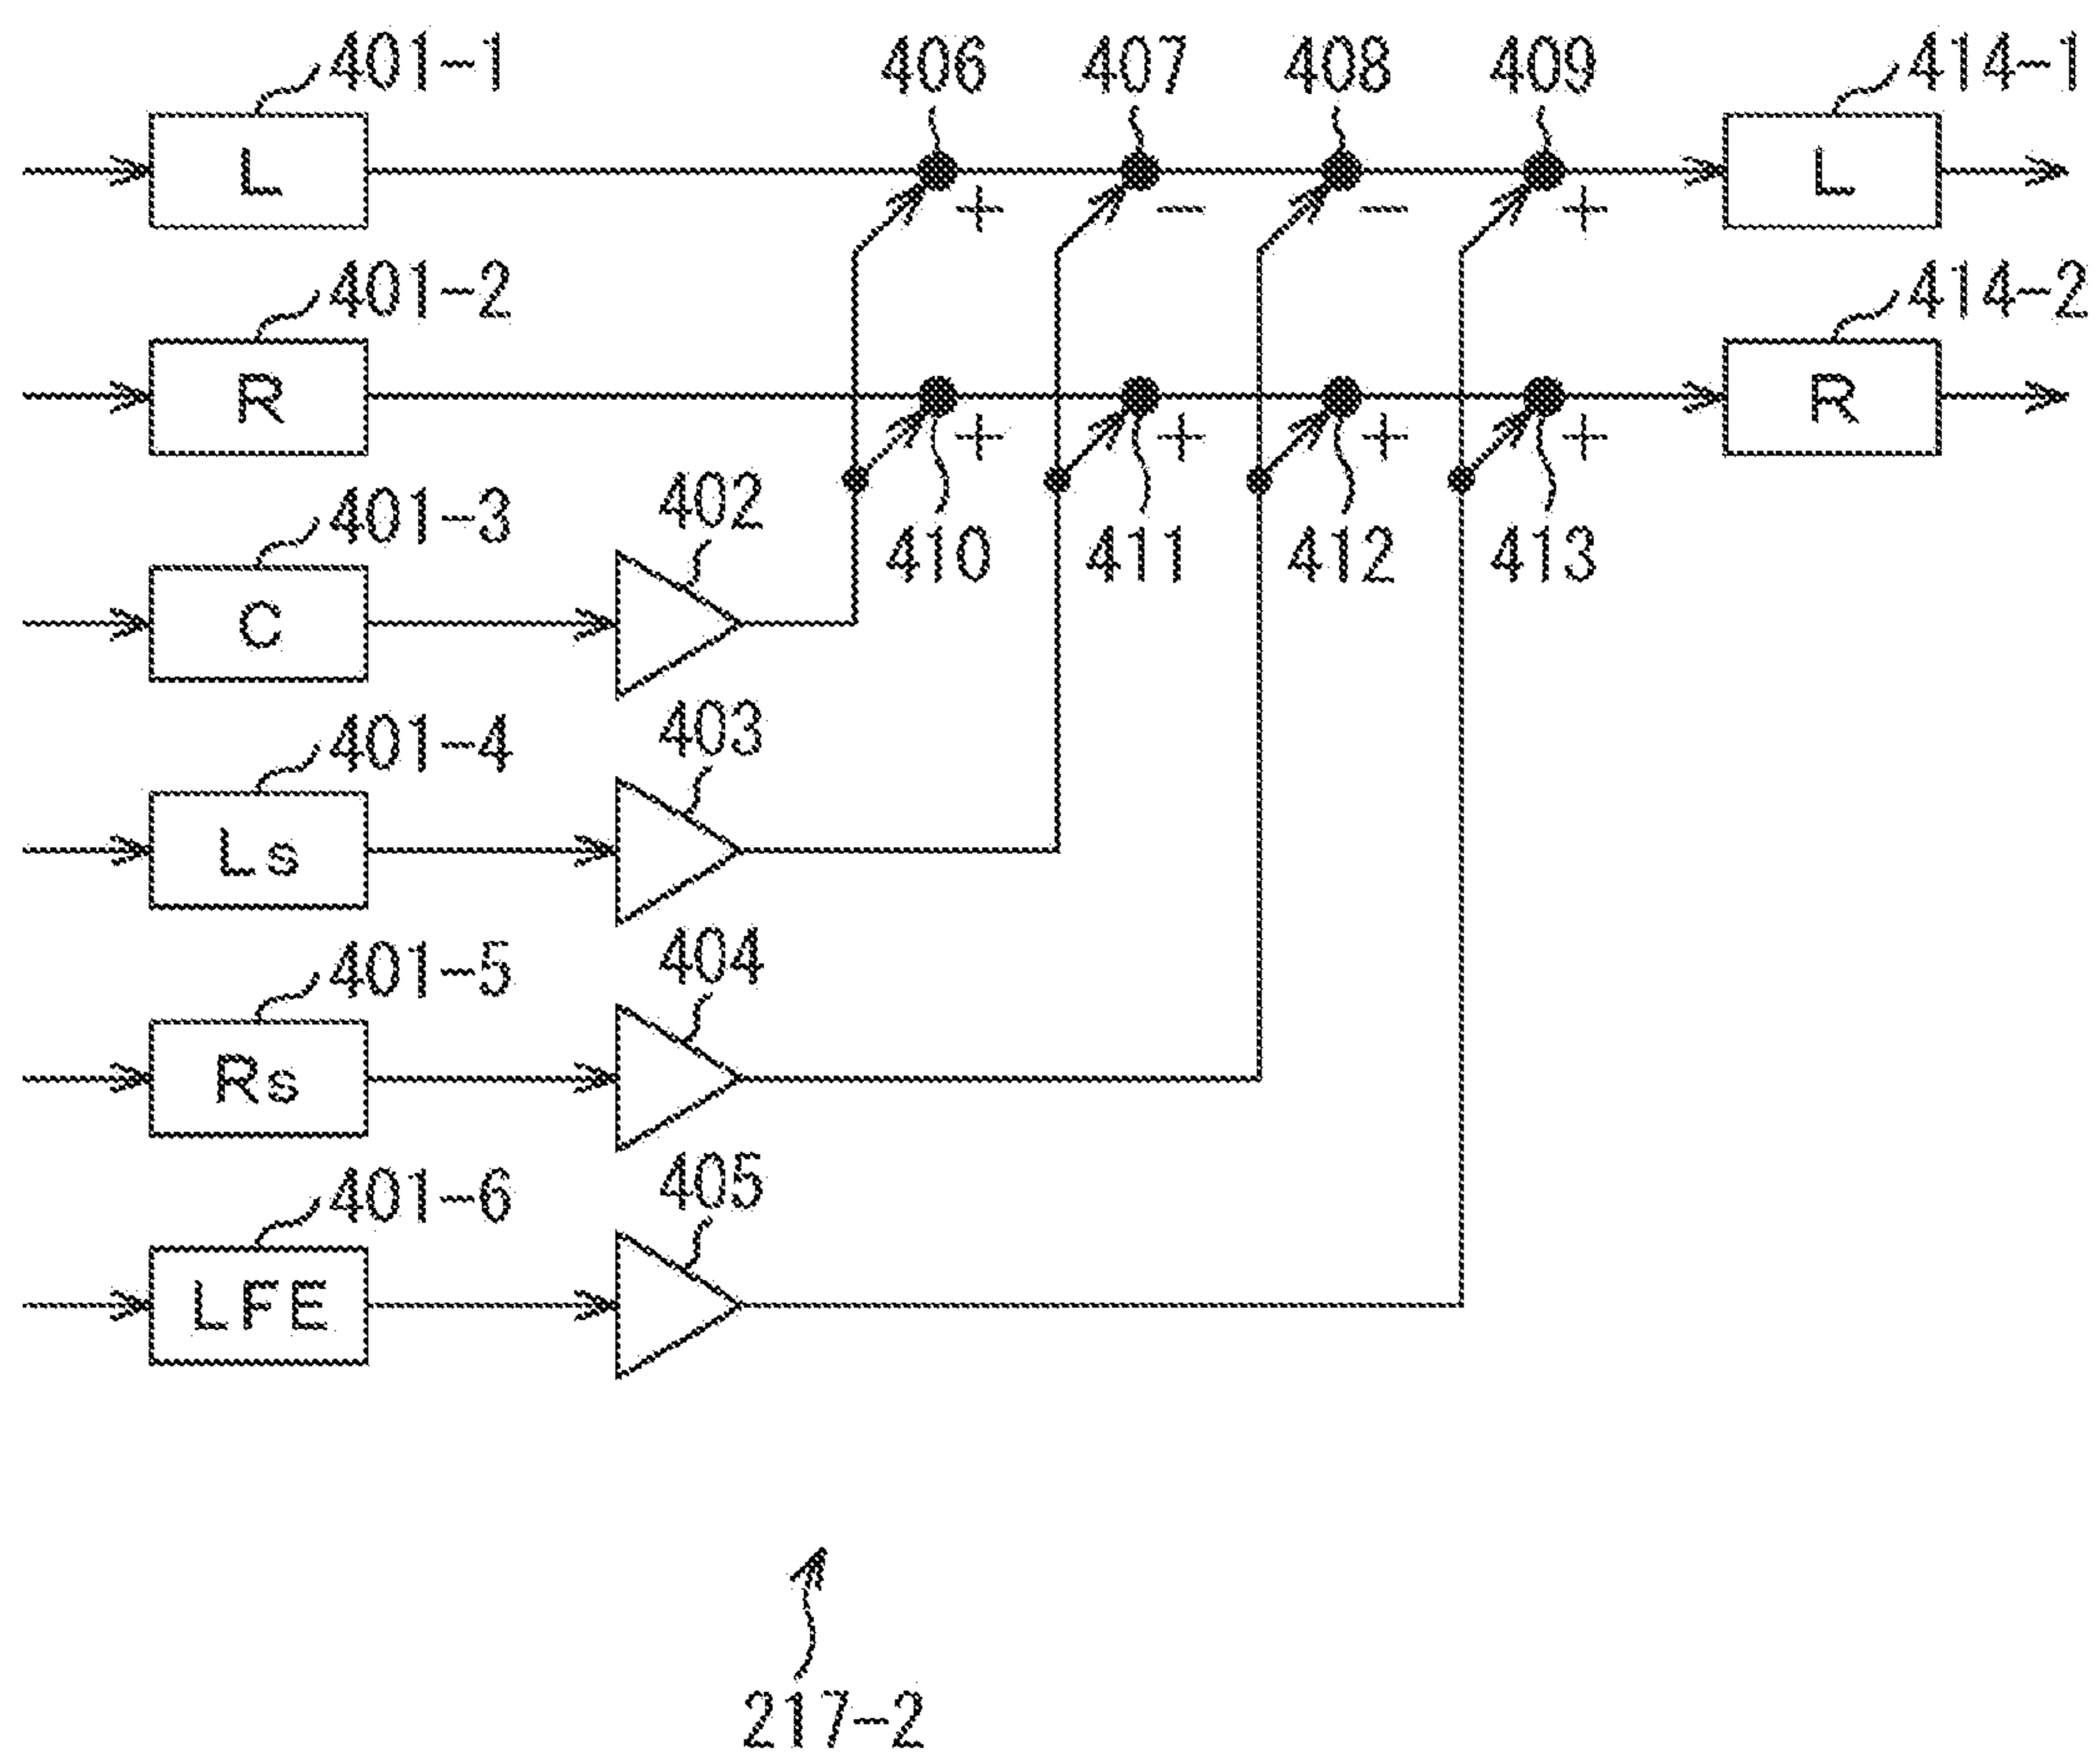 401-1 406 407 408 409 414-1
L + - - + L
401-2 414-2
R + + + + R
401-3 402 410 411 412 413
C
401-4 403
Ls
401-5 404
Rs
401-6 405
LFE
217-2